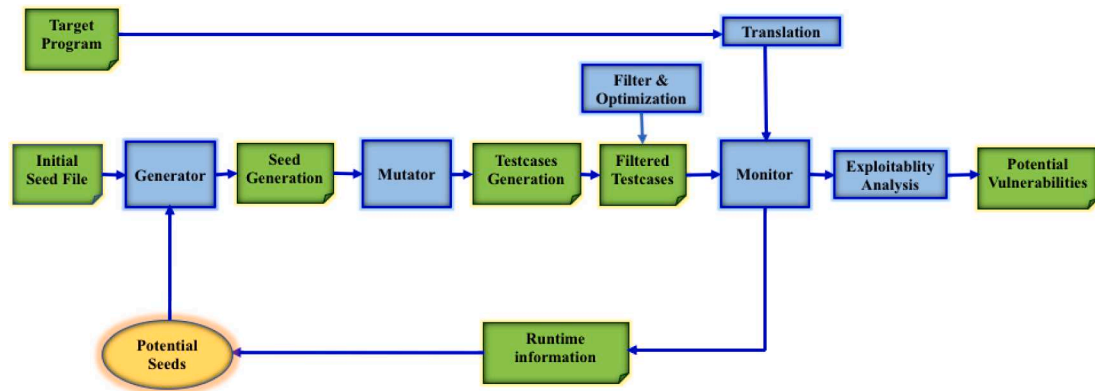 Target
Program
Translation
Filter &
Optimization
Initial
Seed File
Generator
Seed
Generation
Mutator
Testcases
Generation
Filtered
Testcases
Monitor
Exploitablity
Analysis
Potential
Vulnerabilities
Potential
Seeds
Runtime
information